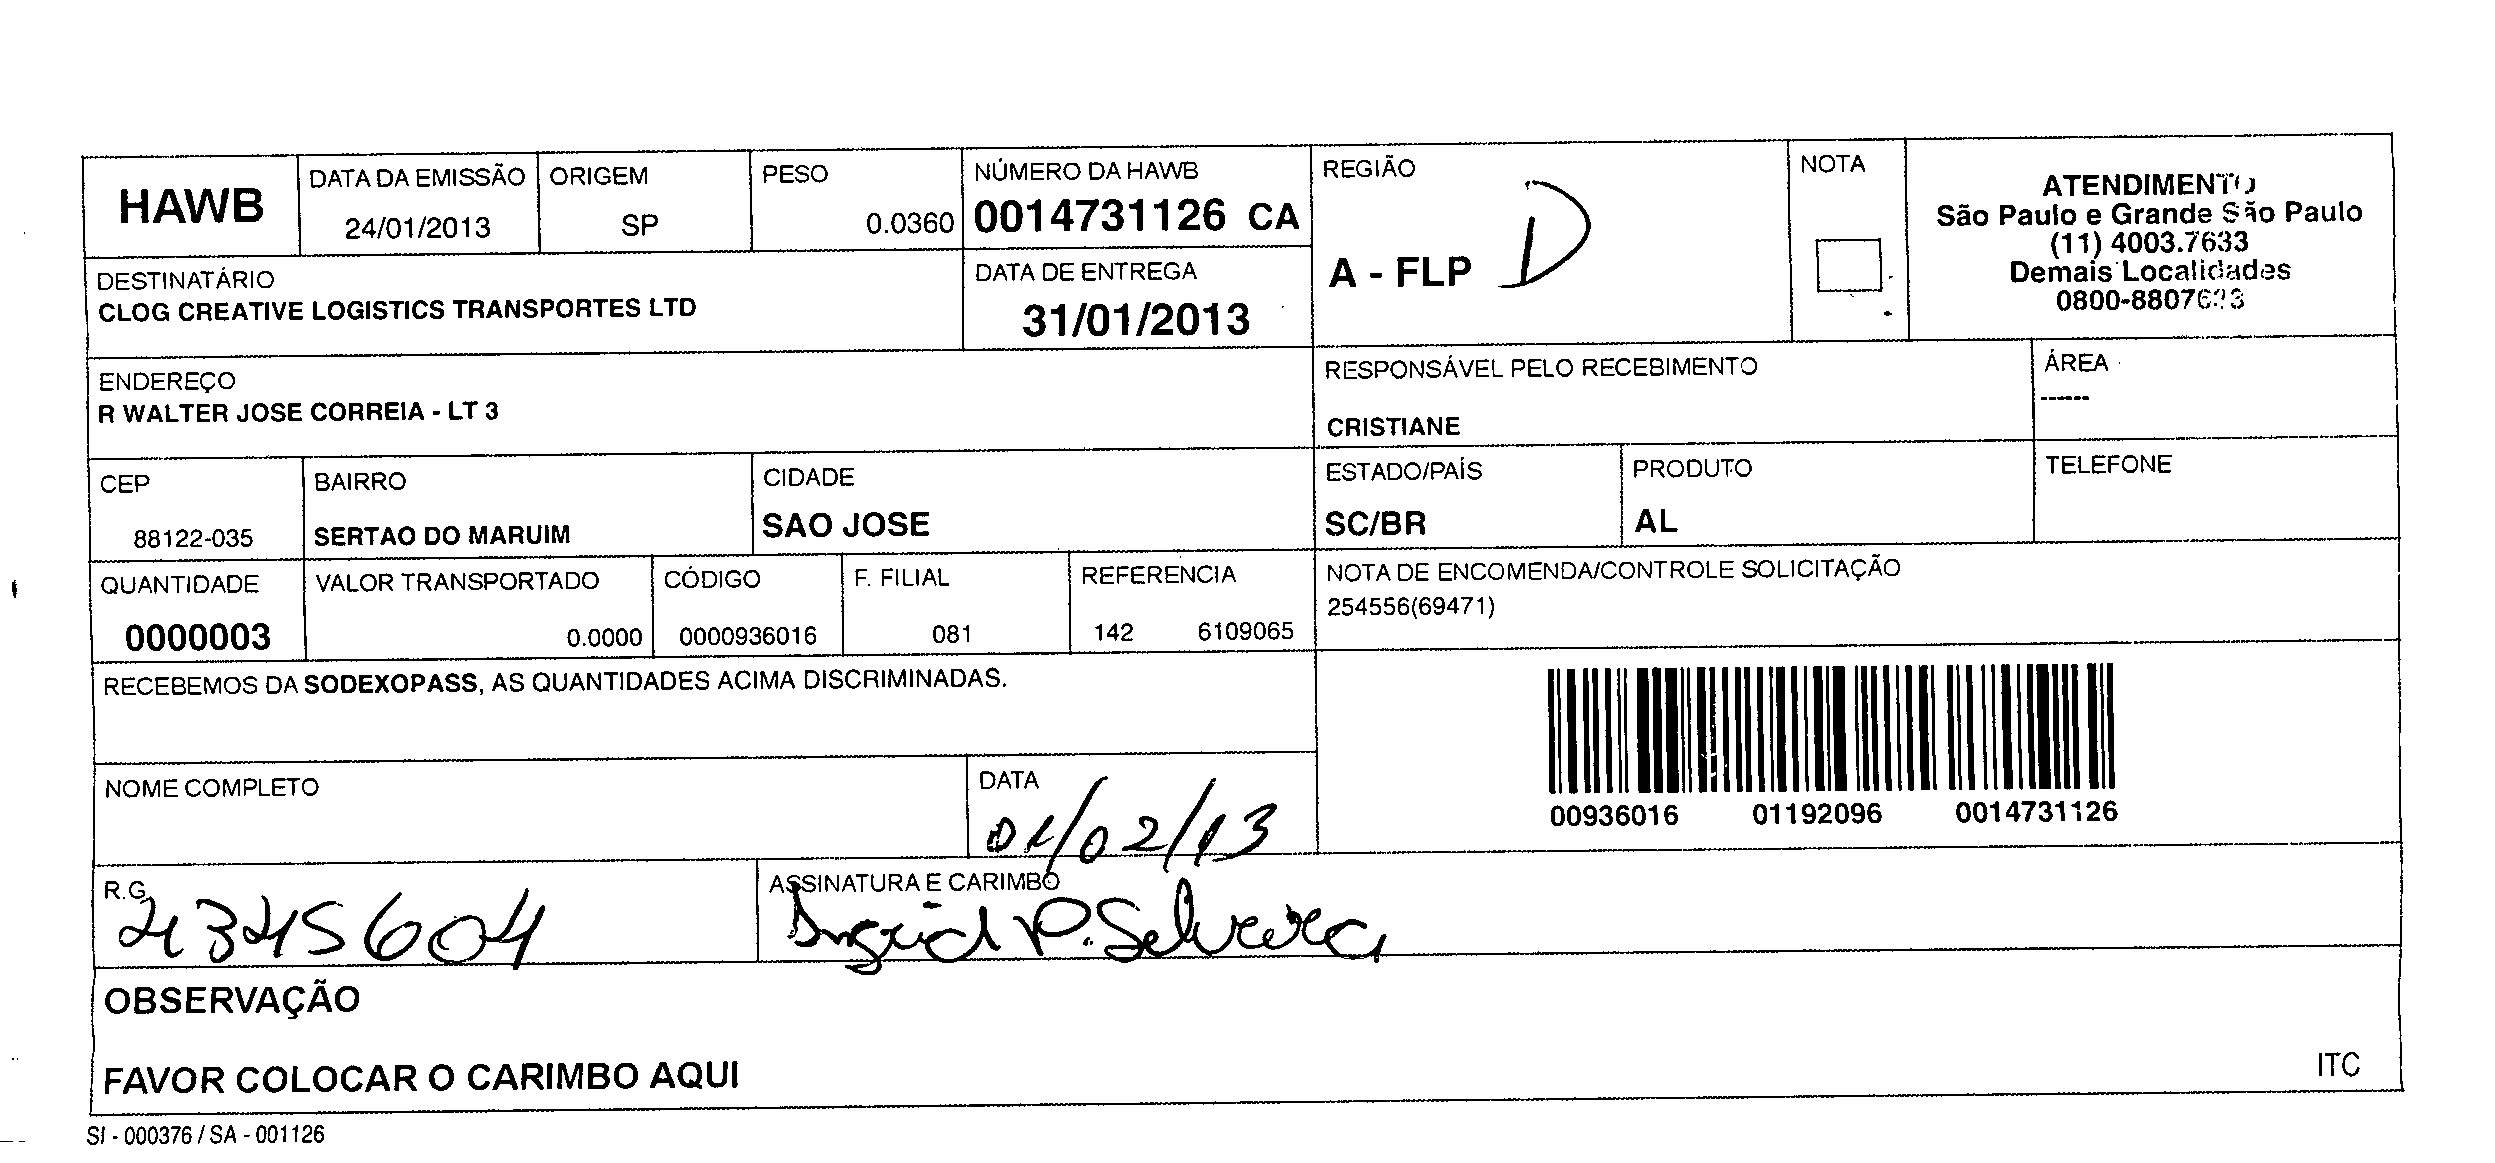 HAWB
DATA DA EMISSÃO
24/01/2013
ORIGEM
SP
PESO
0.0360
NÚMERO DA HAWB
0014731126 CA
REGIÃO
A - FLP D
NOTA
ATENDIMENTO
São Paulo e Grande São Paulo
(11) 4003.7633
Demais Localidades
0800-8807633
DESTINATÁRIO
CLOG CREATIVE LOGISTICS TRANSPORTES LTD
DATA DE ENTREGA
31/01/2013
ENDEREÇO
R WALTER JOSE CORREIA - LT 3
RESPONSÁVEL PELO RECEBIMENTO
CRISTIANE
ÁREA
------
CEP
88122-035
BAIRRO
SERTAO DO MARUIM
CIDADE
SAO JOSE
ESTADO/PAÍS
SC/BR
PRODUTO
AL
TELEFONE
QUANTIDADE
0000003
VALOR TRANSPORTADO
0.0000
CÓDIGO
0000936016
F. FILIAL
081
REFERENCIA
142 6109065
NOTA DE ENCOMENDA/CONTROLE SOLICITAÇÃO
254556(69471)
RECEBEMOS DA SODEXOPASS, AS QUANTIDADES ACIMA DISCRIMINADAS.
00936016 01192096 0014731126
NOME COMPLETO
DATA
01/02/13
R.G.
4345604
ASSINATURA E CARIMBO
Ingrid P. Silveira
OBSERVAÇÃO
FAVOR COLOCAR O CARIMBO AQUI
ITC
SI - 000376 / SA - 001126